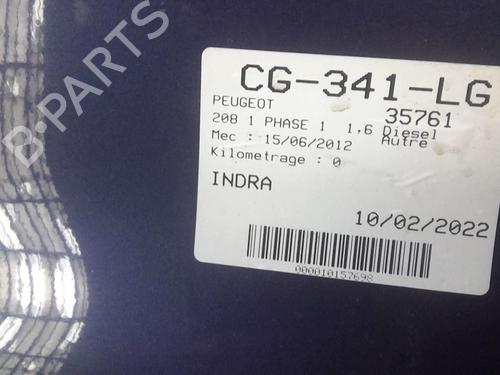 B-PARTS
CG-341-LG
PEUGEOT 35761
208 1 PHASE 1 1,6 Diesel
Mec : 15/06/2012 Autre
Kilometrage : 0
INDRA
10/02/2022
000010157698